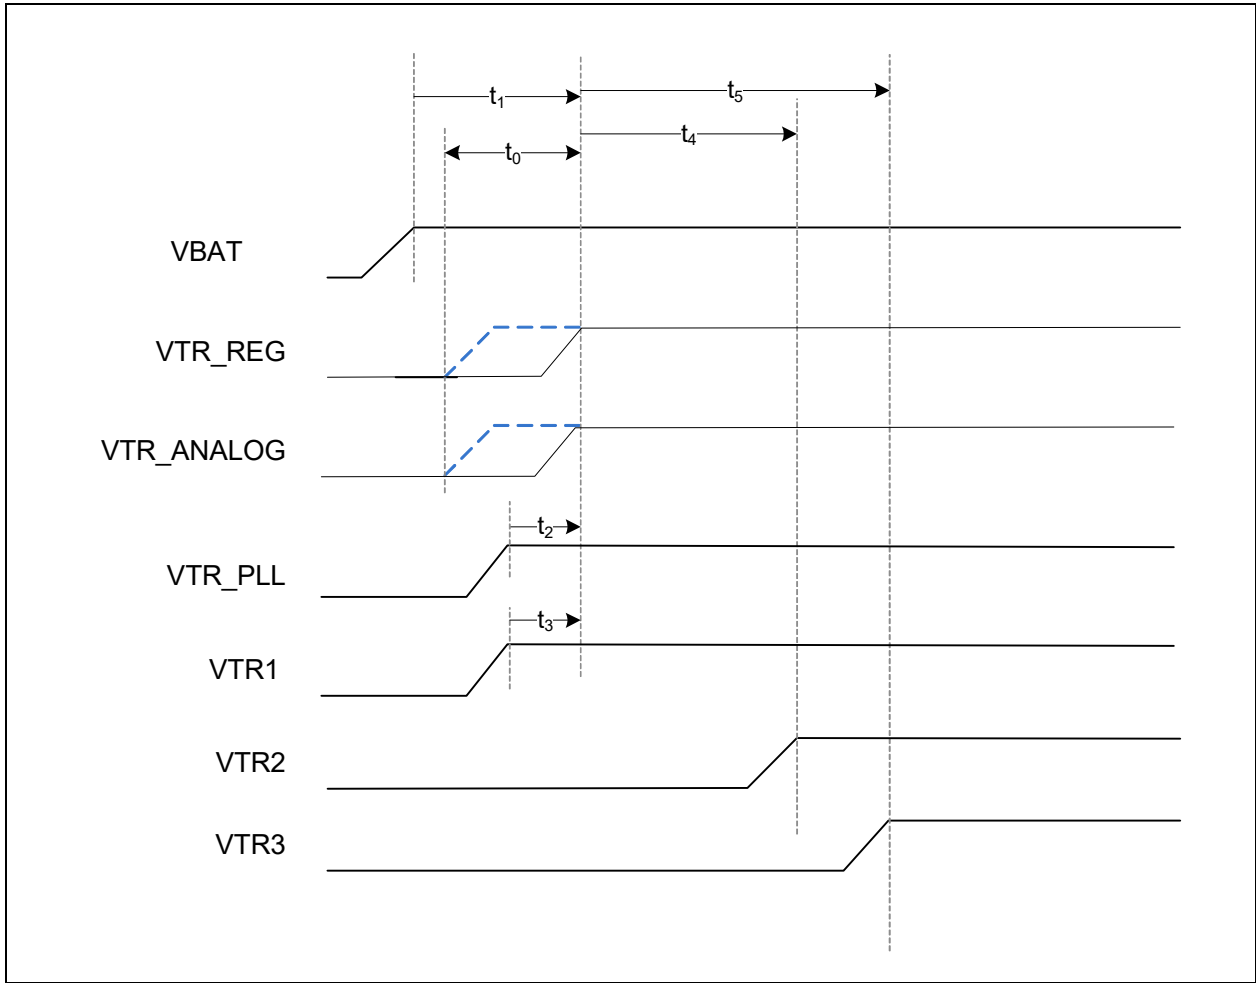 t1
t5
t4
t0
VBAT
VTR_REG
VTR_ANALOG
t2
VTR_PLL
t3
VTR1
VTR2
VTR3